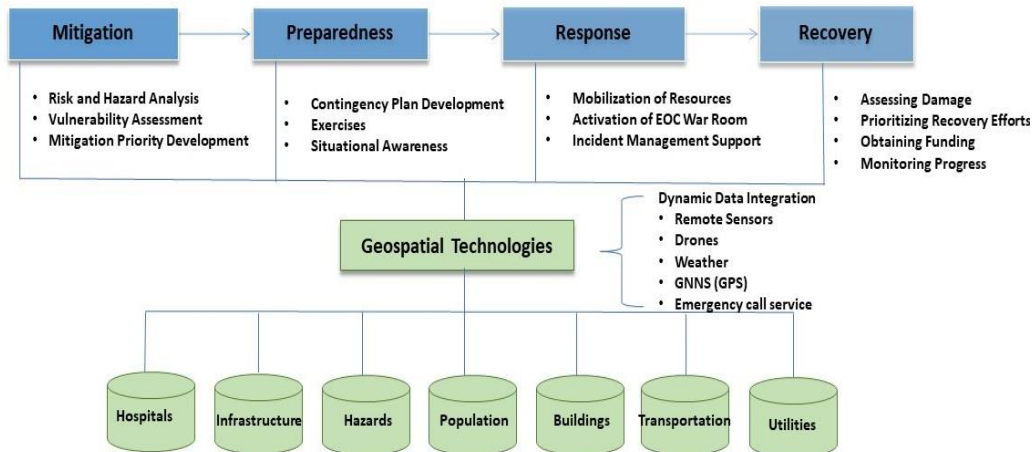 Mitigation
Preparedness
Response
Recovery
• Risk and Hazard Analysis
• Vulnerability Assessment
• Mitigation Priority Development
• Contingency Plan Development
• Exercises
• Situational Awareness
• Mobilization of Resources
• Activation of EOC War Room
• Incident Management Support
• Assessing Damage
• Prioritizing Recovery Efforts
• Obtaining Funding
• Monitoring Progress
Geospatial Technologies
Dynamic Data Integration
• Remote Sensors
• Drones
• Weather
• GNNS (GPS)
• Emergency call service
Hospitals
Infrastructure
Hazards
Population
Buildings
Transportation
Utilities